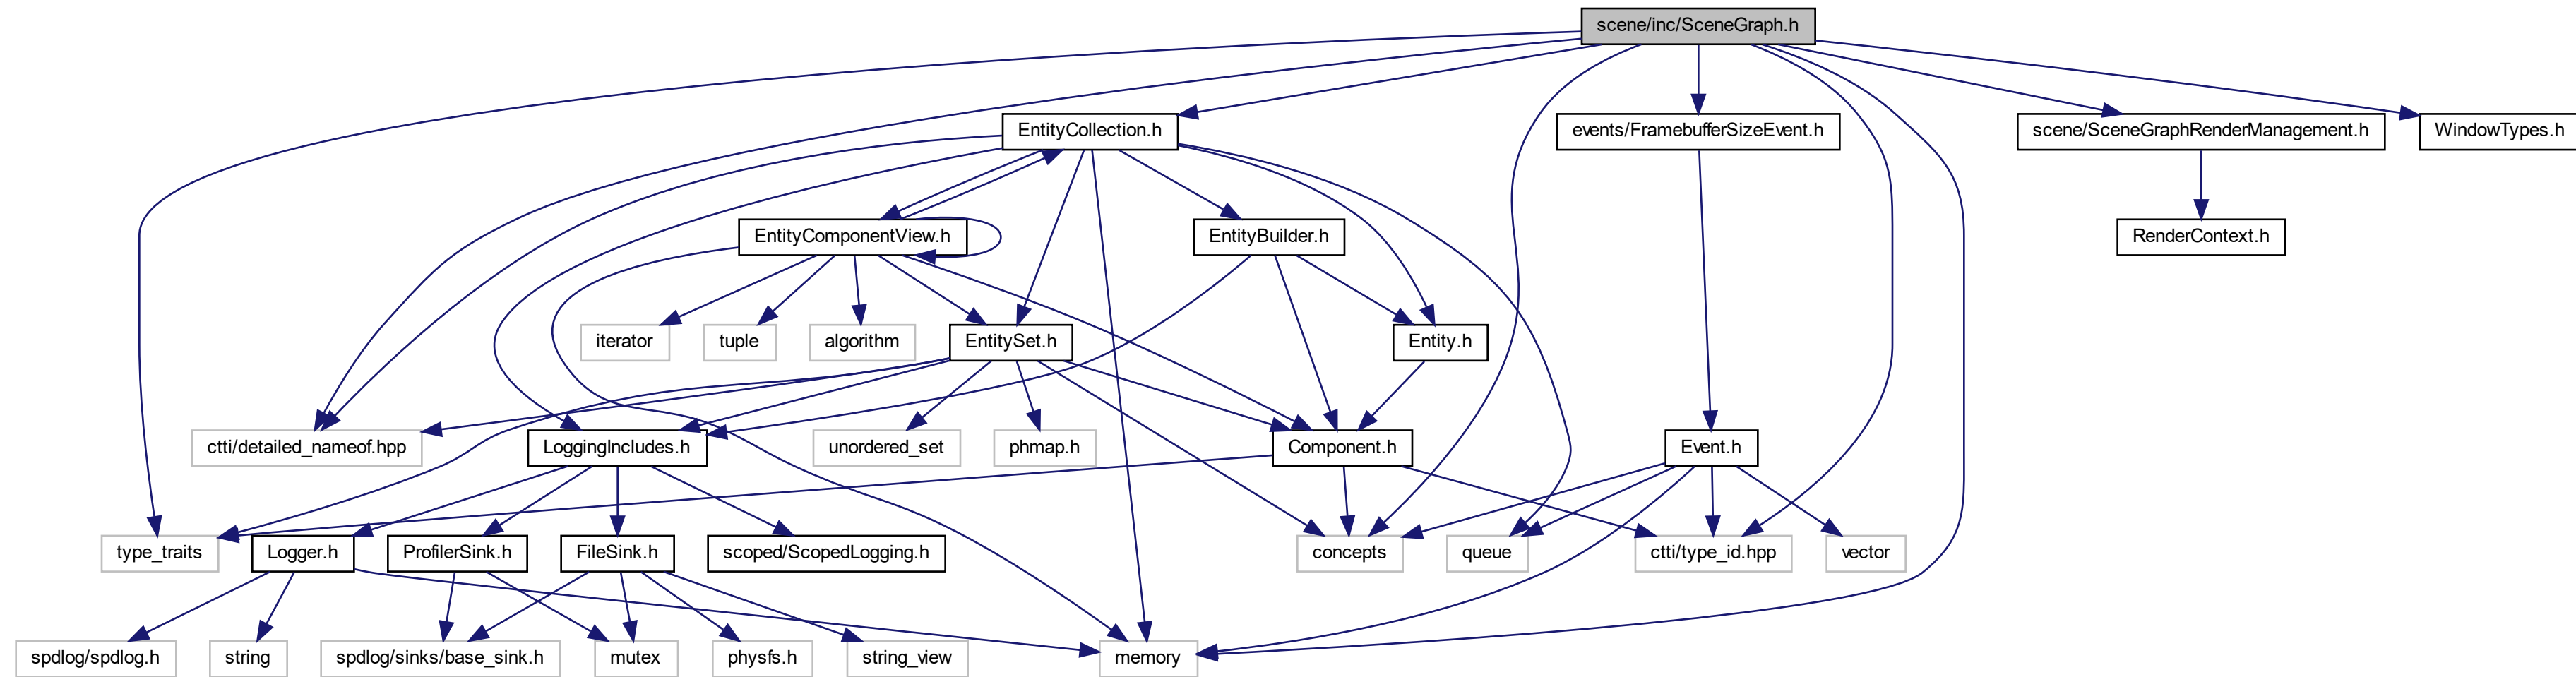 scene/inc/SceneGraph.h
EntityCollection.h
events/FramebufferSizeEvent.h
scene/SceneGraphRenderManagement.h
WindowTypes.h
EntityComponentView.h
EntityBuilder.h
RenderContext.h
iterator
tuple
algorithm
EntitySet.h
Entity.h
ctti/detailed_nameof.hpp
LoggingIncludes.h
unordered_set
phmap.h
Component.h
Event.h
type_traits
Logger.h
ProfilerSink.h
FileSink.h
scoped/ScopedLogging.h
concepts
queue
ctti/type_id.hpp
vector
spdlog/spdlog.h
string
spdlog/sinks/base_sink.h
mutex
physfs.h
string_view
memory